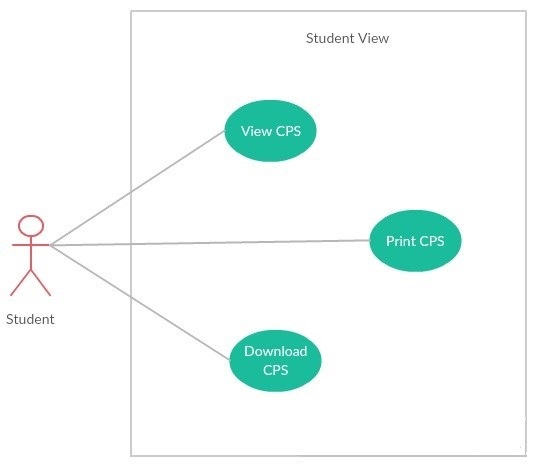 Student View
View CPS
Print CPS
Student
Download
CPS